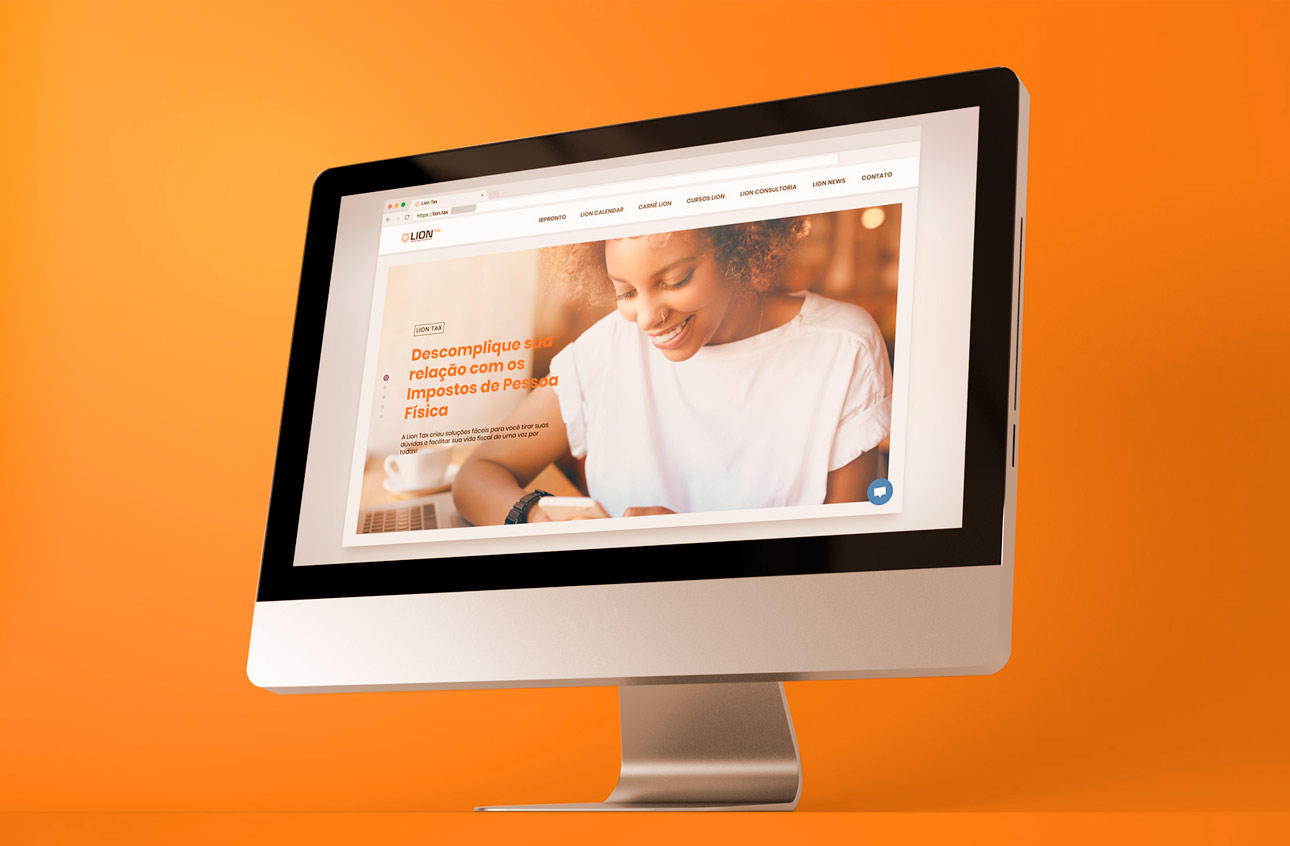 Lion Tax
https://lion.tax
LION
IRPRONTO
LION CALENDAR
CARNÊ LION
CURSOS LION
LION CONSULTORIA
LION NEWS
CONTATO
LION TAX
Descomplique sua
relação com os
Impostos de Pessoa
Física
A Lion Tax criau soluções fáceis para você tirar suas
dúvidas e facilitar sua vida fiscal de uma vez por
todas!